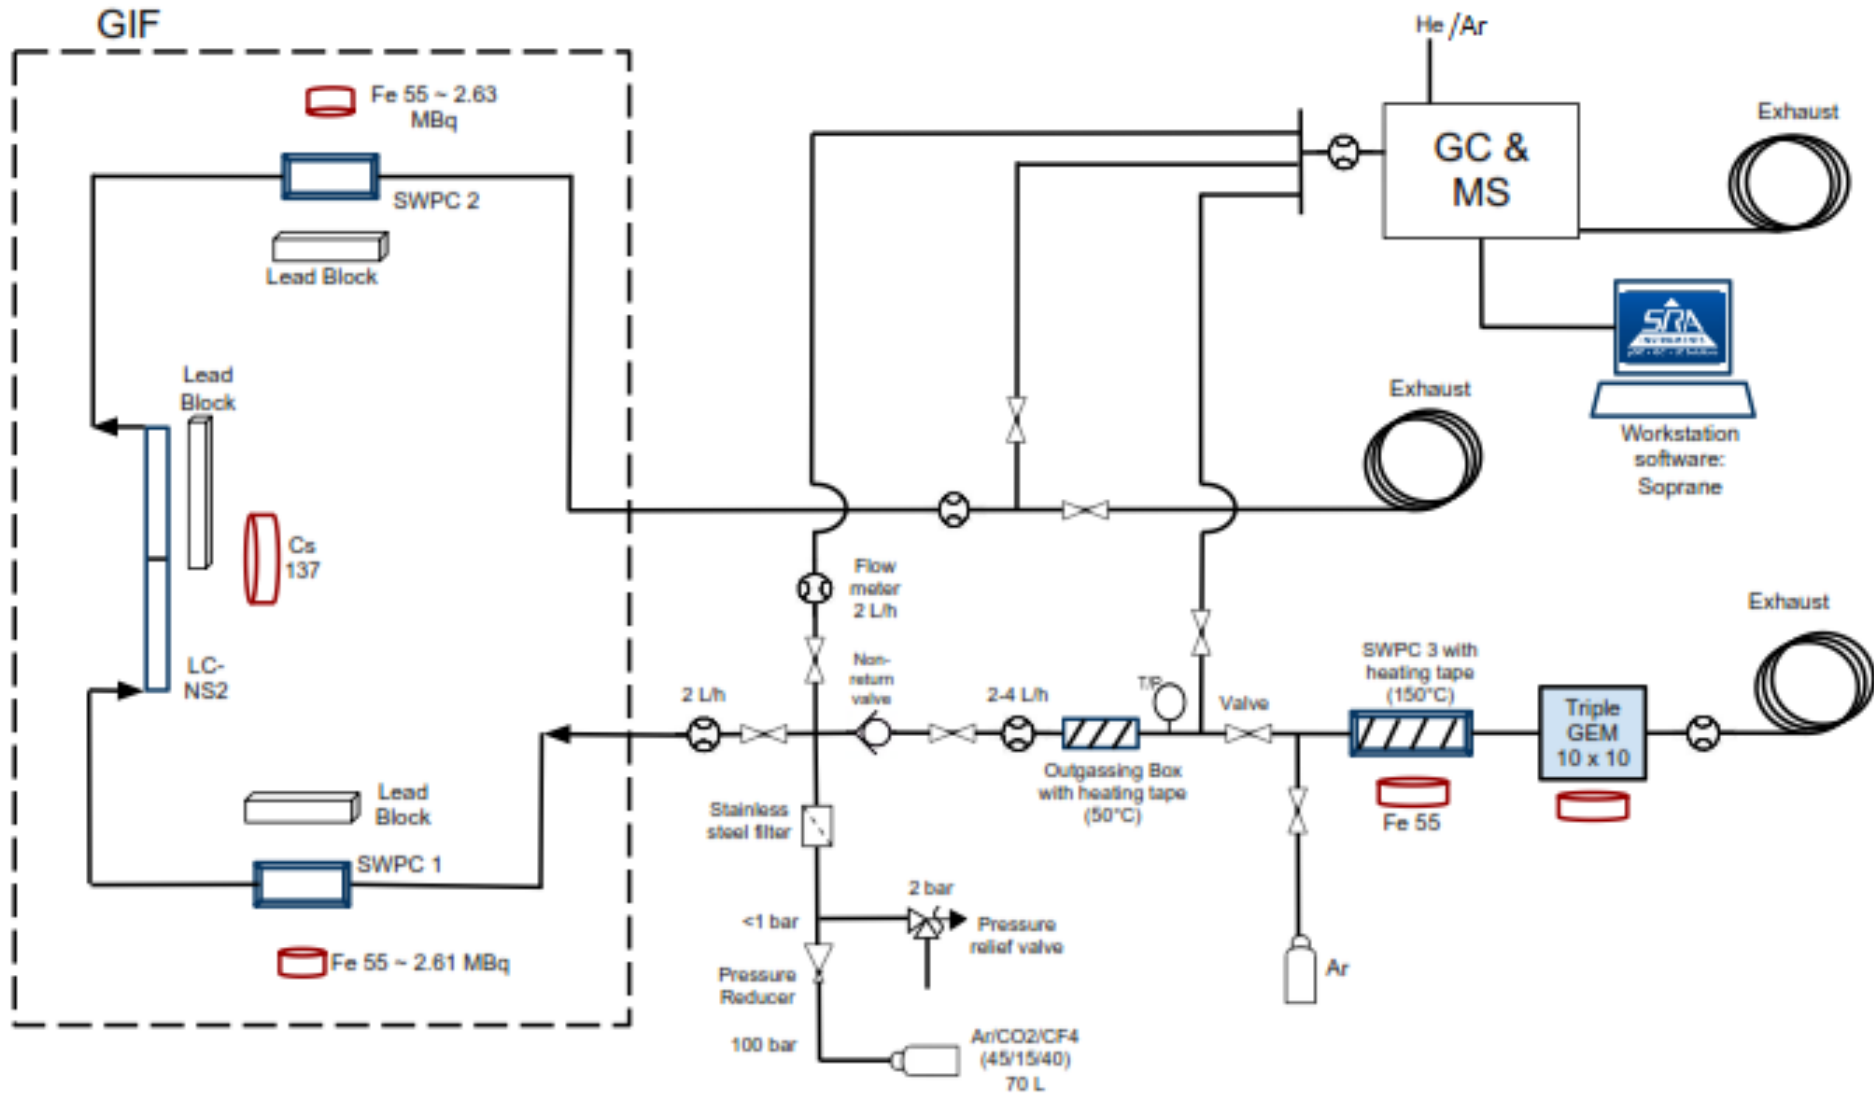 GIF
Fe 55 ~ 2.63
MBq
SWPC 2
Lead Block
Lead
Block
Cs
137
LC-
NS2
Lead
Block
SWPC 1
Fe 55 ~ 2.61 MBq
He /Ar
GC &
MS
Exhaust
SRA
Workstation
software:
Soprane
Exhaust
Flow
meter
2 L/h
Non-
return
valve
2 L/h
2-4 L/h
Outgassing Box
with heating tape
(50°C)
Valve
SWPC 3 with
heating tape
(150°C)
Fe 55
Triple
GEM
10 x 10
Exhaust
Ar
Stainless
steel filter
<1 bar
2 bar
Pressure
relief valve
Pressure
Reducer
100 bar
Ar/CO2/CF4
(45/15/40)
70 L